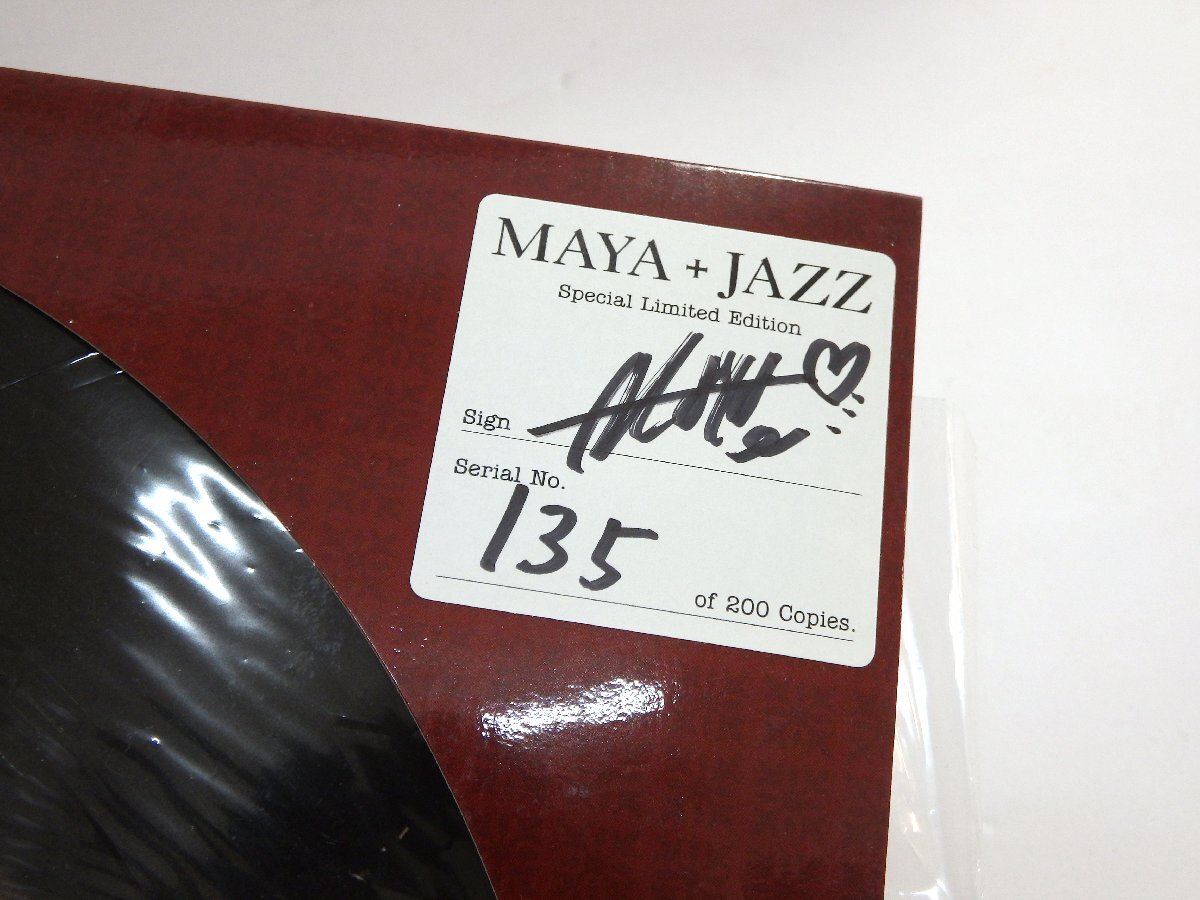 MAYA + JAZZ
Special Limited Edition
Sign
Serial No.
135
of 200 Copies.